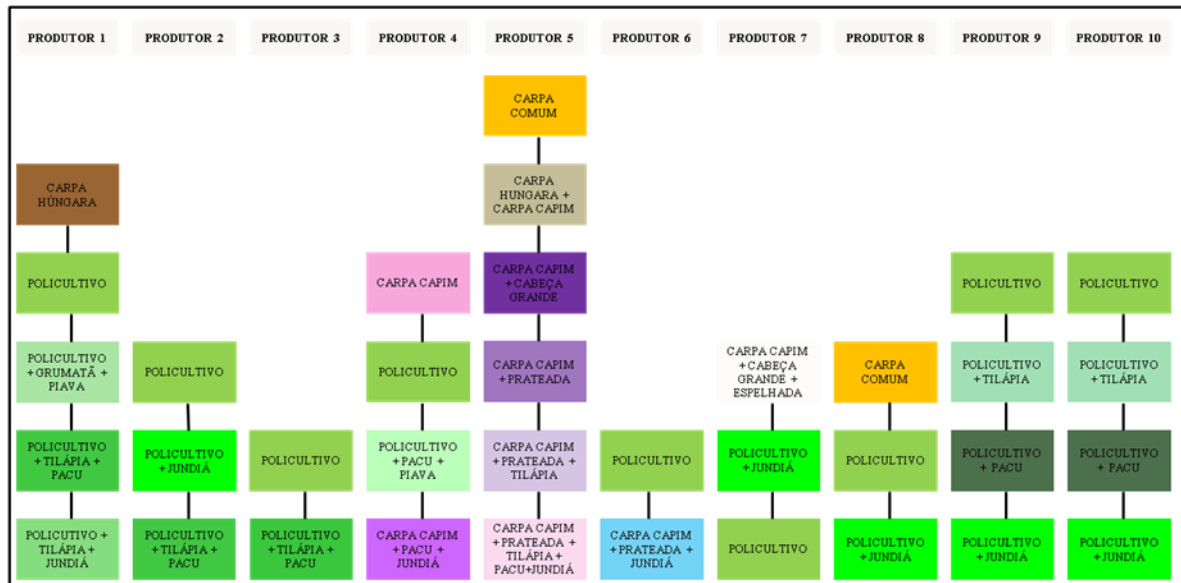 PRODUTOR 1
PRODUTOR 2
PRODUTOR 3
PRODUTOR 4
PRODUTOR 5
PRODUTOR 6
PRODUTOR 7
PRODUTOR 8
PRODUTOR 9
PRODUTOR 10
CARPA
HÚNGARA
POLICULTIVO
POLICULTIVO
+GRUMATÃ +
PIAVA
POLICULTIVO
+ TILÁPIA +
PACU
POLICUTIVO +
TILÁPIA +
JUNDIÁ
POLICULTIVO
POLICULTIVO
+JUNDIÁ
POLICULTIVO
+ TILÁPIA +
PACU
POLICULTIVO
POLICULTIVO
+ TILÁPIA +
PACU
CARPA CAPIM
POLICULTIVO
POLICULTIVO
+ PACU +
PIAVA
CARPA CAPIM
+ PACU +
JUNDIÁ
CARPA
COMUM
CARPA
HUNGARA +
CARPA CAPIM
CARPA CAPIM
+CABEÇA
GRANDE
CARPA CAPIM
+ PRATEADA
CARPA CAPIM
+ PRATEADA +
TILÁPIA
CARPA CAPIM
+ PRATEADA +
TILÁPIA +
PACU+JUNDIÁ
POLICULTIVO
CARPA CAPIM
+ PRATEADA +
JUNDIÁ
CARPA CAPIM
+ CABEÇA
GRANDE +
ESPELHADA
POLICULTIVO
+JUNDIÁ
POLICULTIVO
CARPA
COMUM
POLICULTIVO
POLICULTIVO
+JUNDIÁ
POLICULTIVO
POLICULTIVO
+TILÁPIA
POLICULTIVO
+ PACU
POLICULTIVO
+JUNDIÁ
POLICULTIVO
POLICULTIVO
+TILÁPIA
POLICULTIVO
+ PACU
POLICULTIVO
+JUNDIÁ